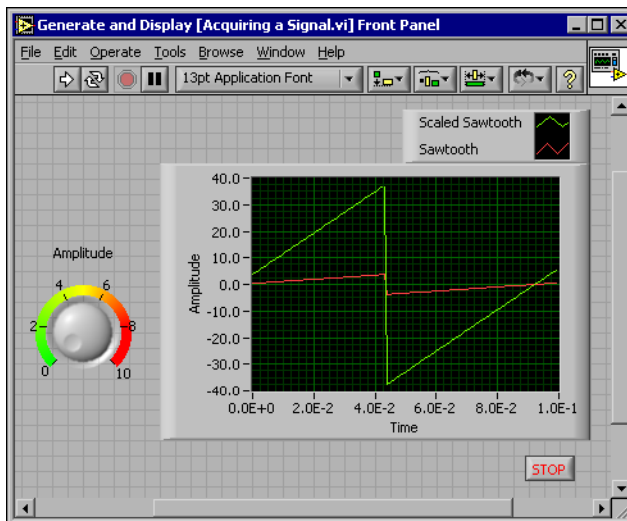 Generate and Display [Acquiring a Signal.vi] Front Panel
File Edit Operate Tools Browse Window Help
13pt Application Font
?
Scaled Sawtooth
Sawtooth
40.0
30.0
20.0
10.0
0.0
-10.0
-20.0
-30.0
-40.0
Amplitude
0.0E+0 2.0E-2 4.0E-2 6.0E-2 8.0E-2 1.0E-1
Time
Amplitude
4 6
2 8
0 10
STOP